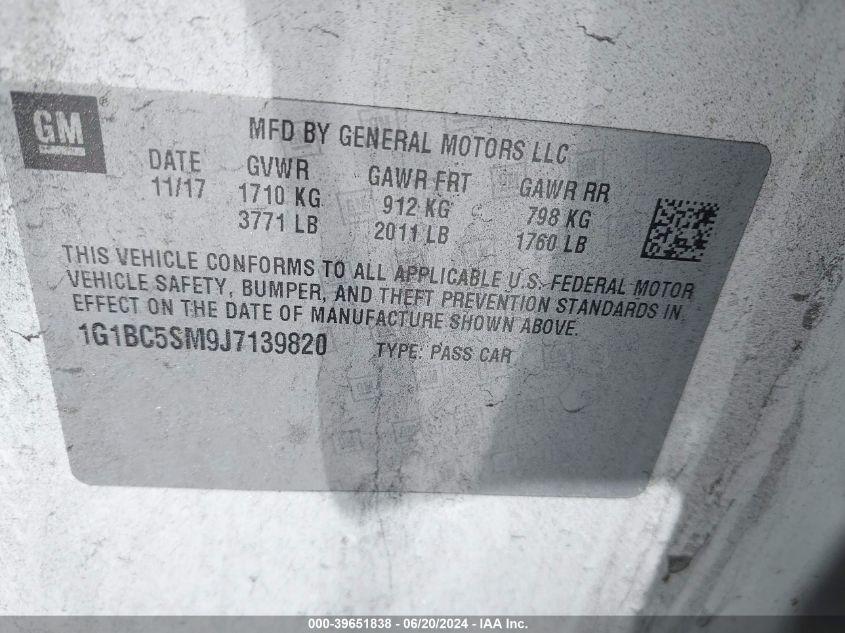 GM
MFD BY GENERAL MOTORS LLC
DATE GVWR GAWR FRT GAWR RR
11/17 1710 KG 912 KG 798 KG
3771 LB 2011 LB 1760 LB
THIS VEHICLE CONFORMS TO ALL APPLICABLE U.S. FEDERAL MOTOR
VEHICLE SAFETY, BUMPER, AND THEFT PREVENTION STANDARDS IN
EFFECT ON THE DATE OF MANUFACTURE SHOWN ABOVE.
1G1BC5SM9J7139820 TYPE: PASS CAR
000-39651838 - 06/20/2024 - IAA Inc.